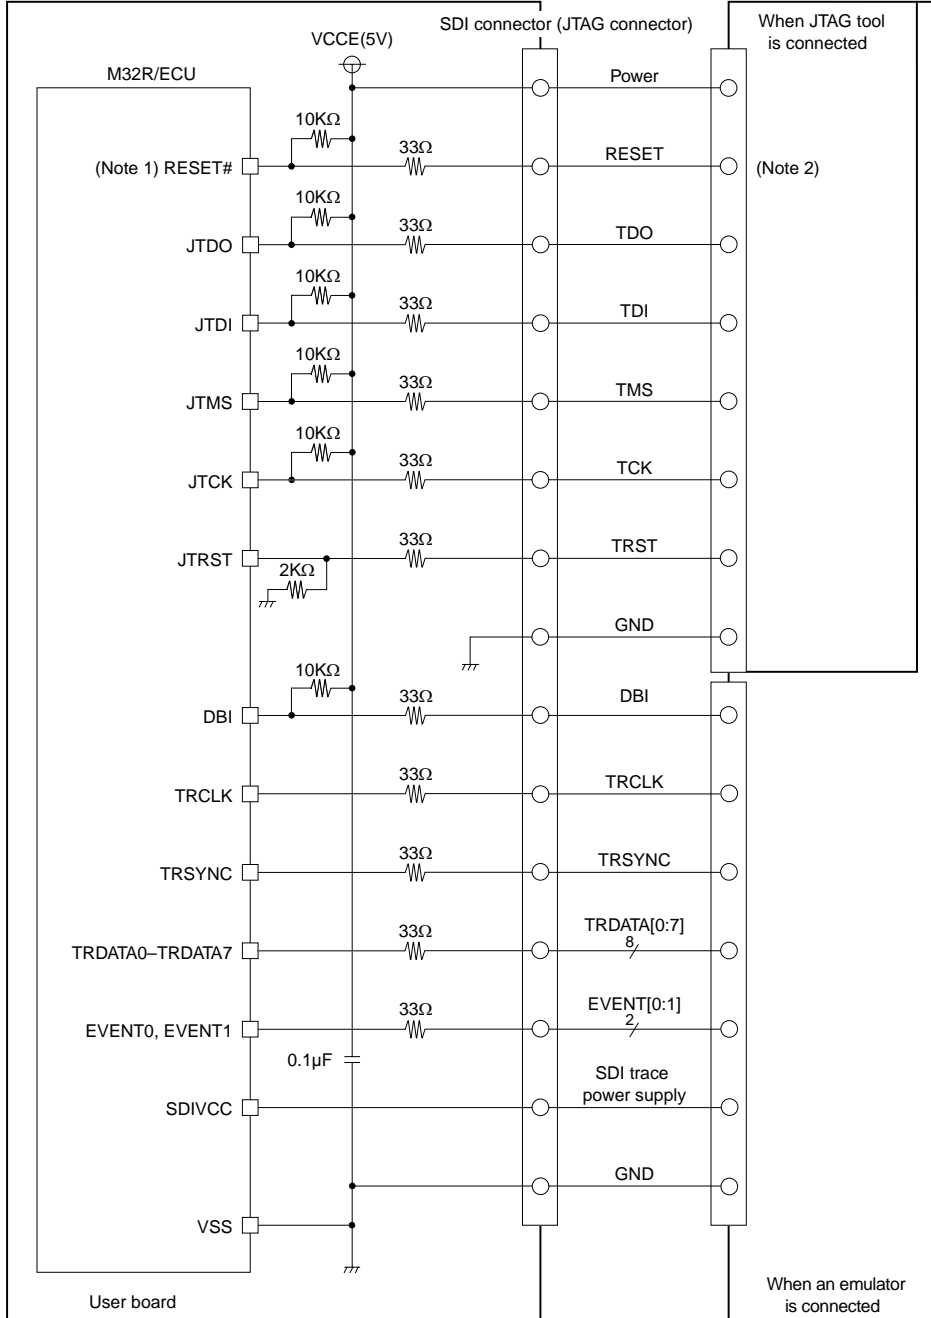 SDI connector (JTAG connector)
When JTAG tool
is connected
VCCE(5V)
M32R/ECU
Power
10KΩ
33Ω
(Note 1) RESET#
RESET
(Note 2)
10KΩ
33Ω
JTDO
TDO
10KΩ
33Ω
JTDI
TDI
10KΩ
33Ω
JTMS
TMS
10KΩ
33Ω
JTCK
TCK
33Ω
JTRST
TRST
2KΩ
GND
10KΩ
33Ω
DBI
DBI
33Ω
TRCLK
TRCLK
33Ω
TRSYNC
TRSYNC
33Ω
TRDATA0–TRDATA7
TRDATA[0:7]
8
33Ω
EVENT0, EVENT1
EVENT[0:1]
2
0.1µF
SDI trace
power supply
SDIVCC
GND
VSS
User board
When an emulator
is connected